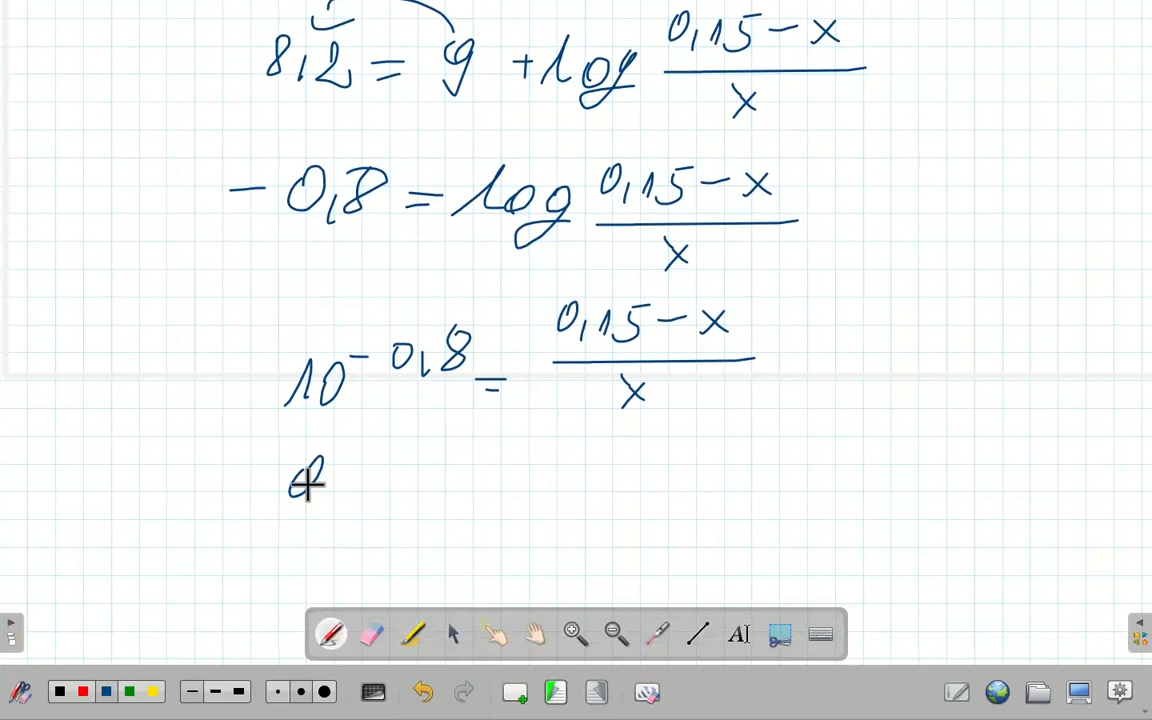 8,2 = 9 + log (0,15 - x)/x
- 0,8 = log (0,15 - x)/x
10^(- 0,8) = (0,15 - x)/x